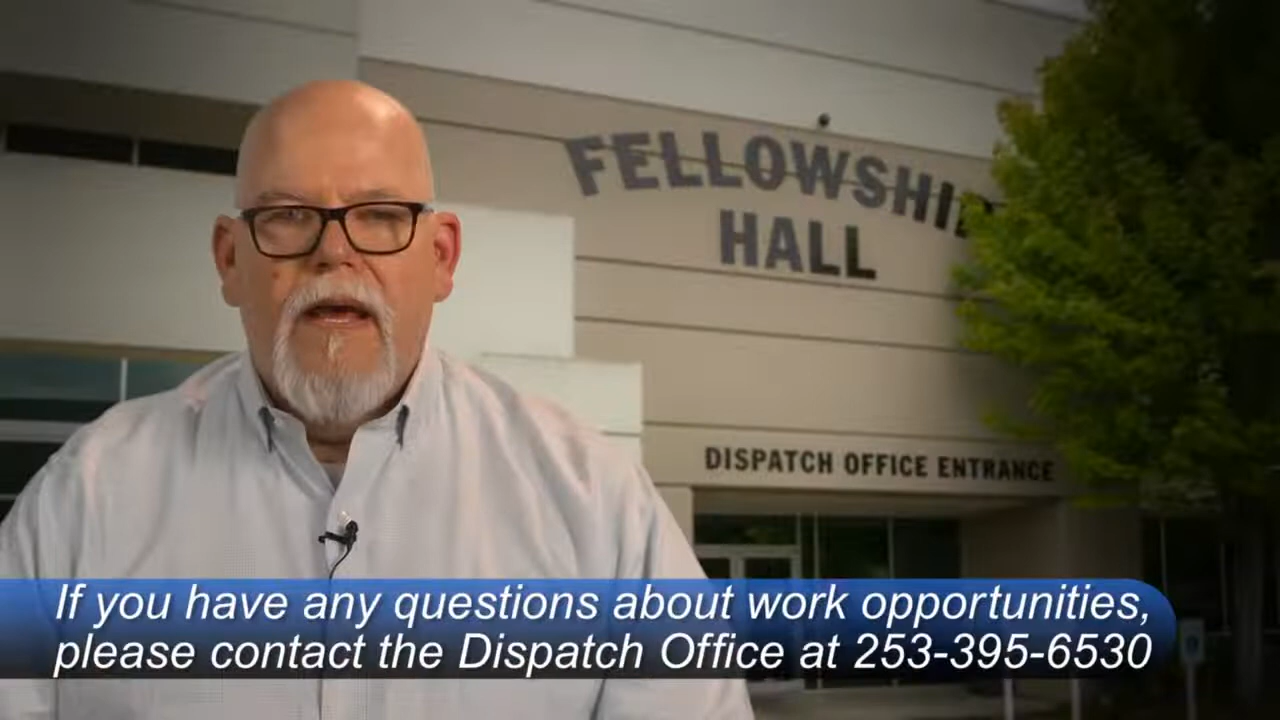 FELLOWSHIP
HALL
DISPATCH OFFICE ENTRANCE
If you have any questions about work opportunities,
please contact the Dispatch Office at 253-395-6530